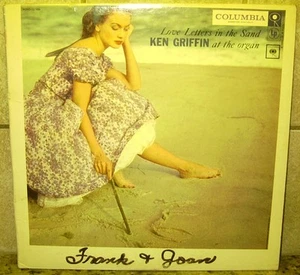 COLUMBIA
Love Letters in the Sand
KEN GRIFFIN at the organ
Frank & Joan